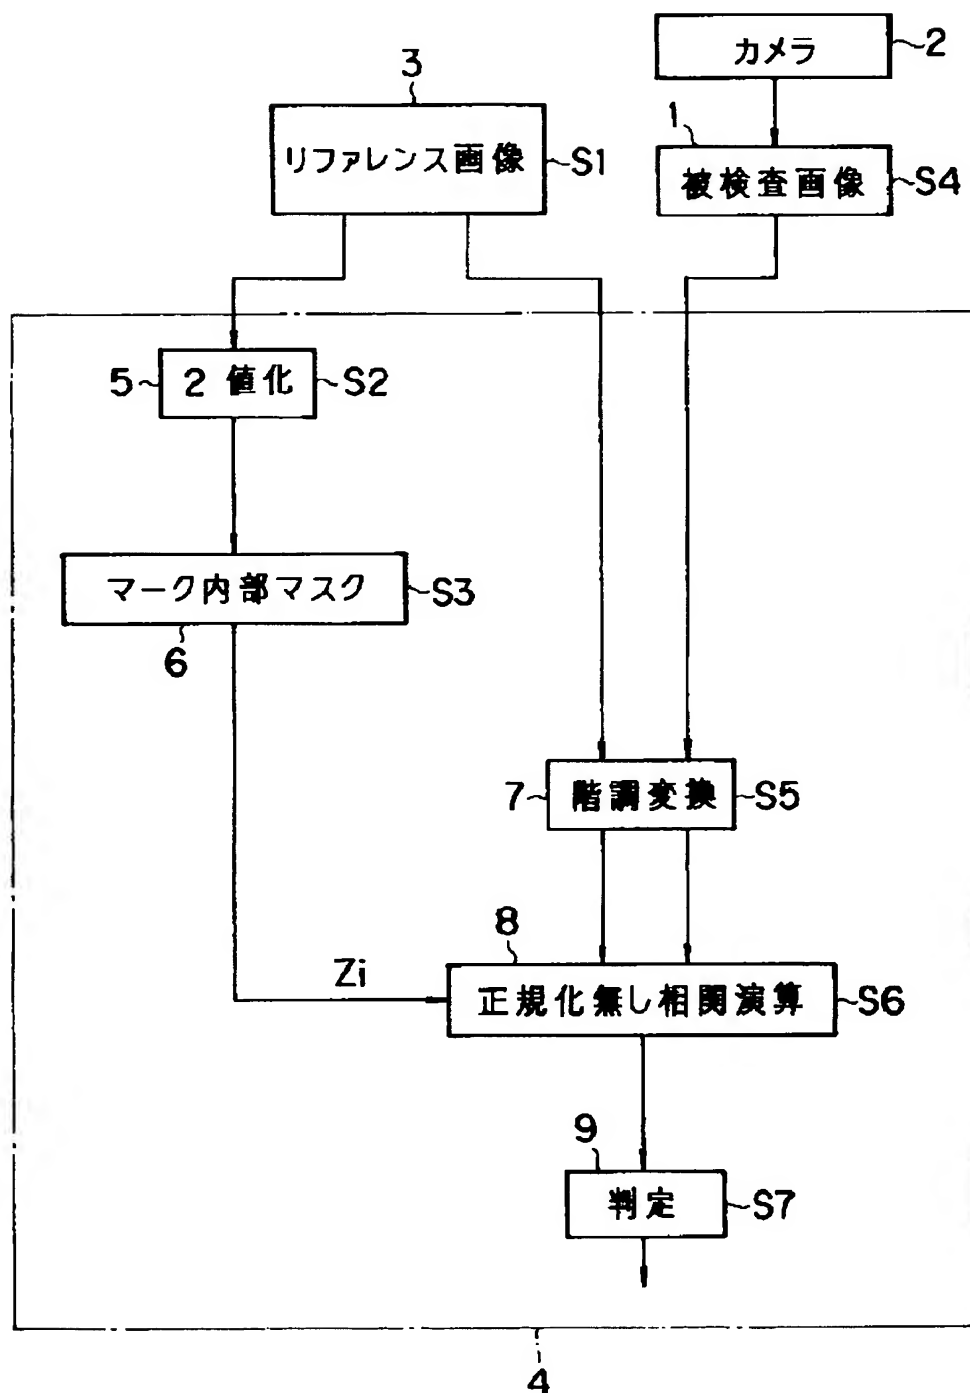 カメラ 2
3
1
リファレンス画像 S1
被検査画像 S4
5 2値化 S2
マーク内部マスク S3
6
7 階調変換 S5
8
Zi
正規化無し相関演算 S6
9
判定 S7
4